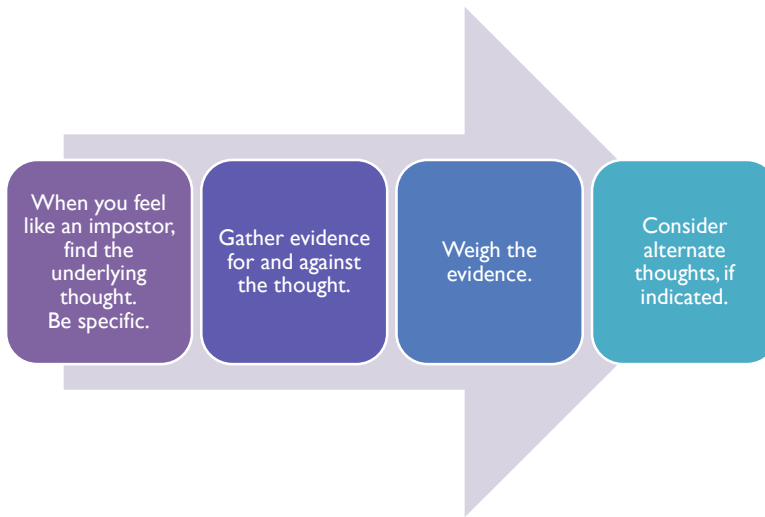 When you feel
like an impostor,
find the
underlying
thought.
Be specific.
Gather evidence
for and against
the thought.
Weigh the
evidence.
Consider
alternate
thoughts, if
indicated.